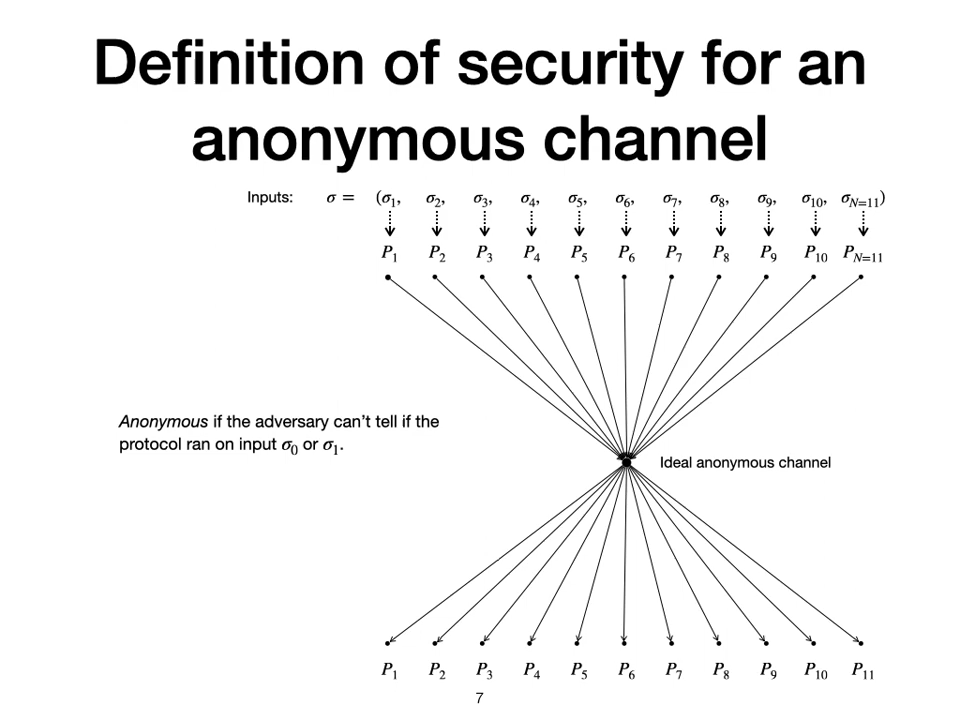 Definition of security for an
anonymous channel
Inputs: σ = (σ₁, σ₂, σ₃, σ₄, σ₅, σ₆, σ₇, σ₈, σ₉, σ₁₀, σ_{N=11})
P₁ P₂ P₃ P₄ P₅ P₆ P₇ P₈ P₉ P₁₀ P_{N=11}
Anonymous if the adversary can’t tell if the
protocol ran on input σ₀ or σ₁.
Ideal anonymous channel
P₁ P₂ P₃ P₄ P₅ P₆ P₇ P₈ P₉ P₁₀ P₁₁
7